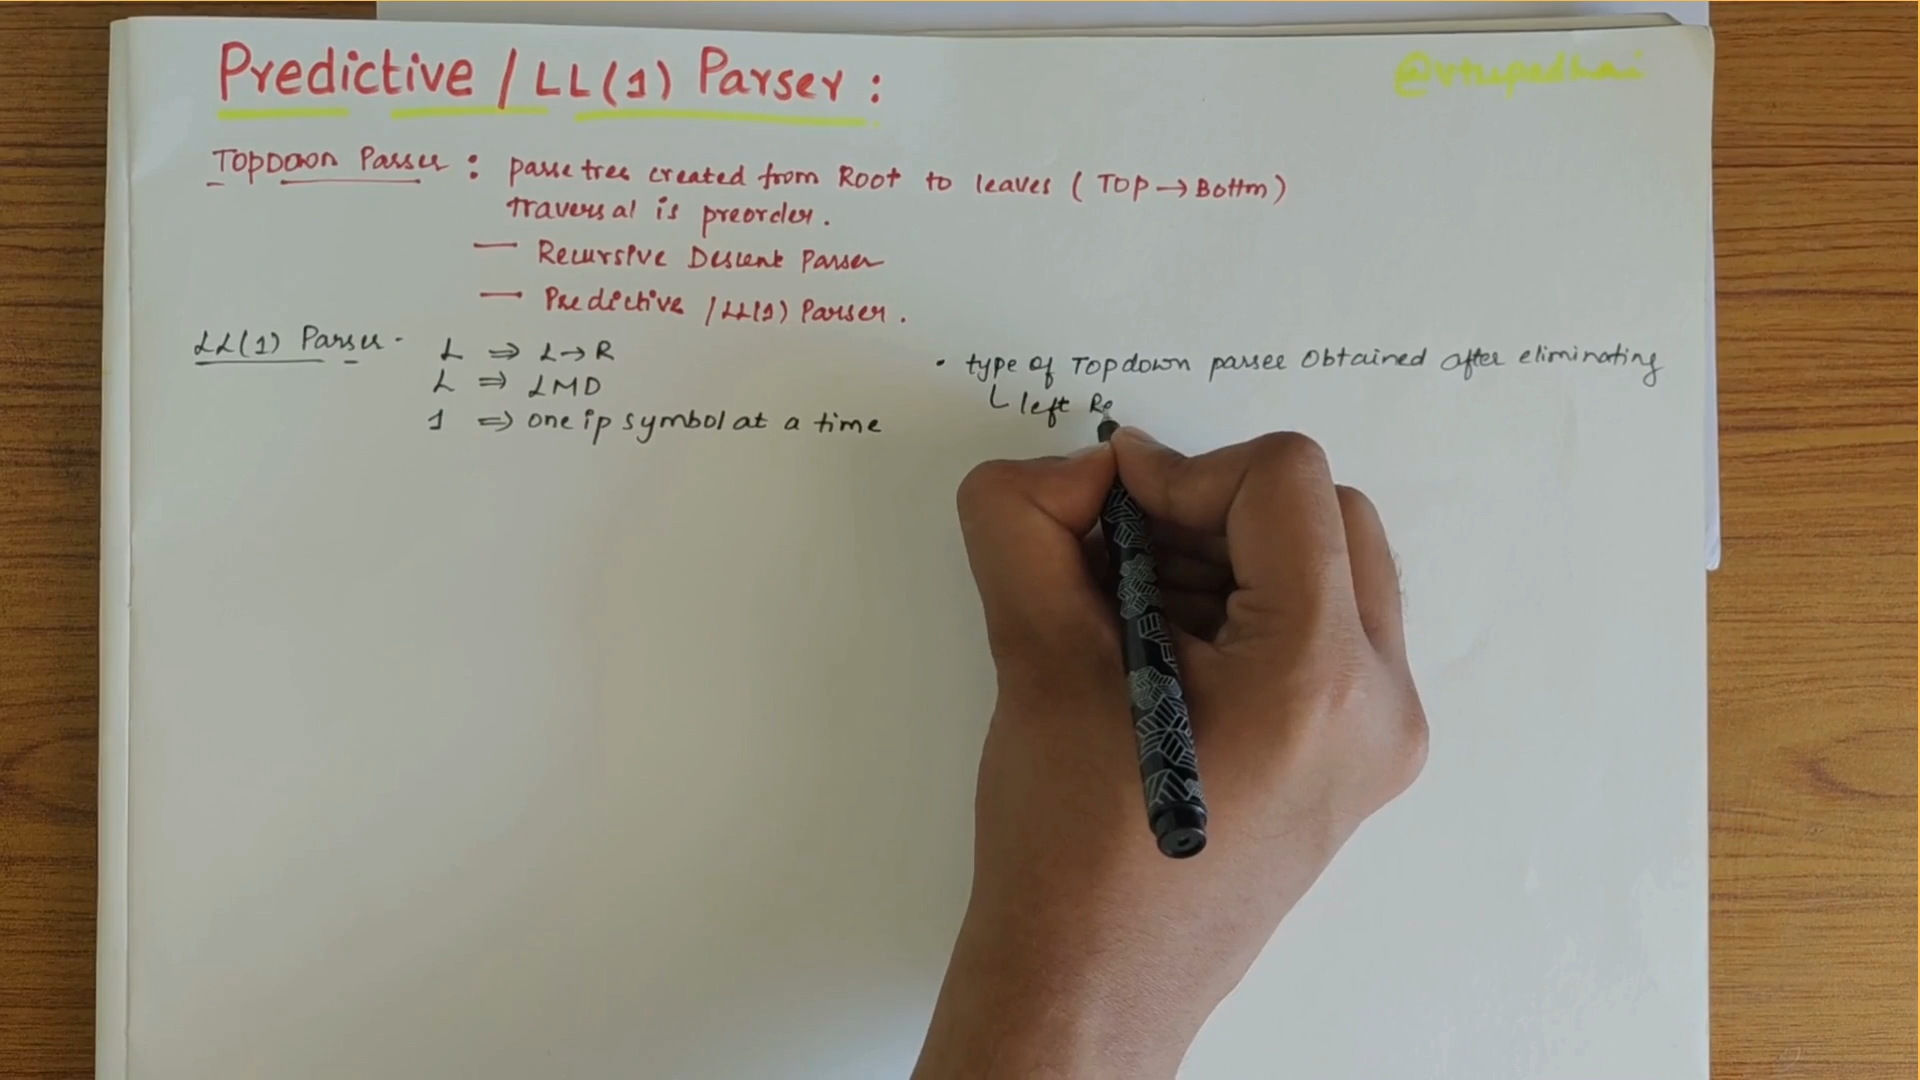 Predictive / LL(1) Parser :
@vtupadhai
TopDown Parser : parse tree created from Root to leaves ( TOP → Bottm )
Traversal is preorder.
— Recursive Descent Parser
— Predictive / LL(1) Parser .
LL(1) Parser -
L ⇒ L→R
L ⇒ LMD
1 ⇒ one ip symbol at a time
• type of Topdown parser Obtained after eliminating
left Re